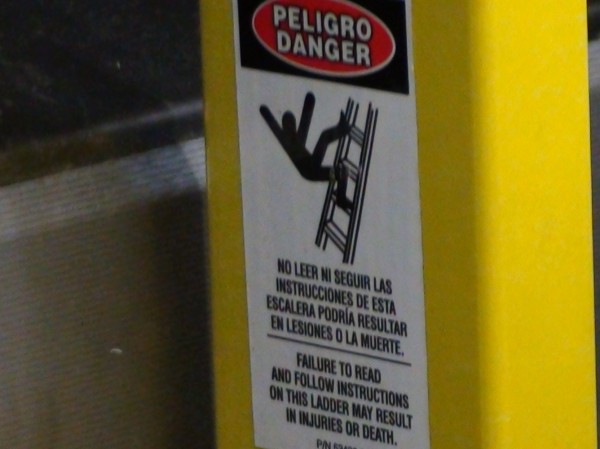 PELIGRO
DANGER
NO LEER NI SEGUIR LAS
INSTRUCCIONES DE ESTA
ESCALERA PODRÍA RESULTAR
EN LESIONES O LA MUERTE.
FAILURE TO READ
AND FOLLOW INSTRUCTIONS
ON THIS LADDER MAY RESULT
IN INJURIES OR DEATH.
P/N